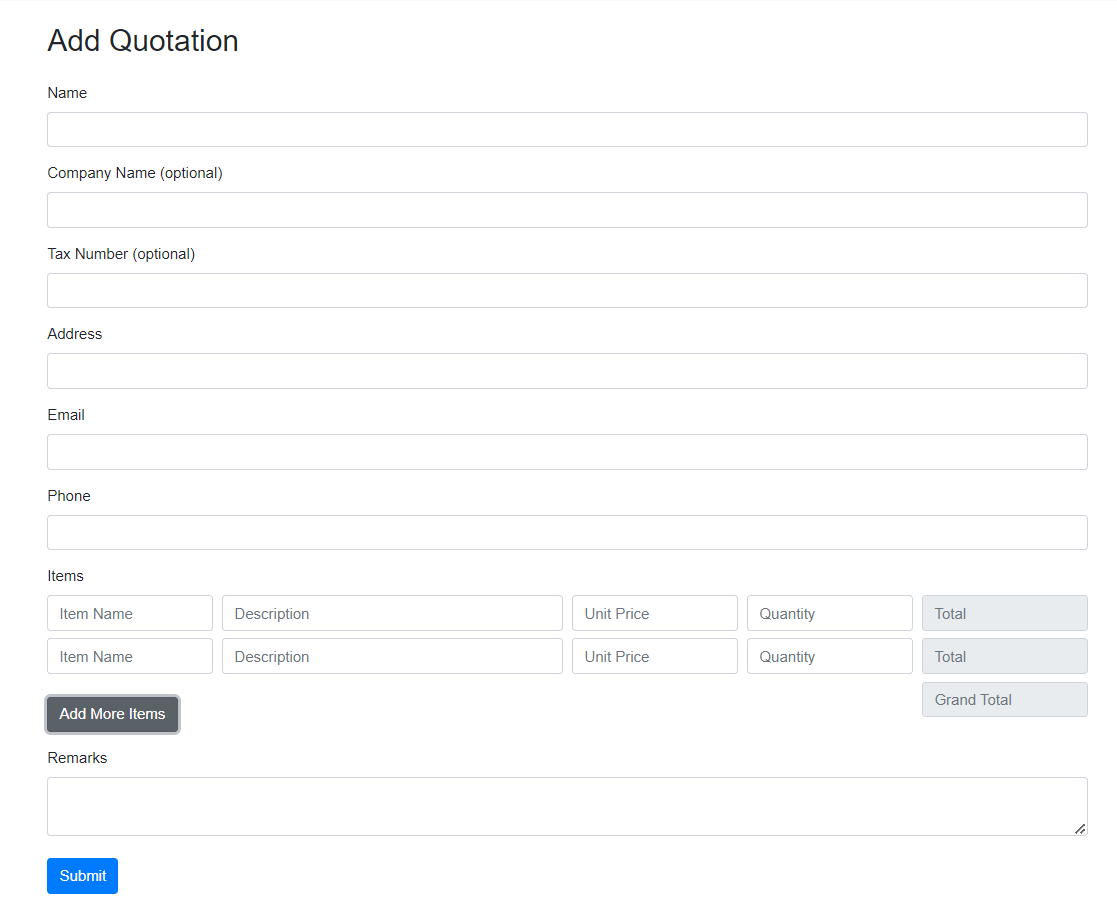 Add Quotation
Name
Company Name (optional)
Tax Number (optional)
Address
Email
Phone
Items
Item Name Description Unit Price Quantity Total
Item Name Description Unit Price Quantity Total
Grand Total
Add More Items
Remarks
Submit